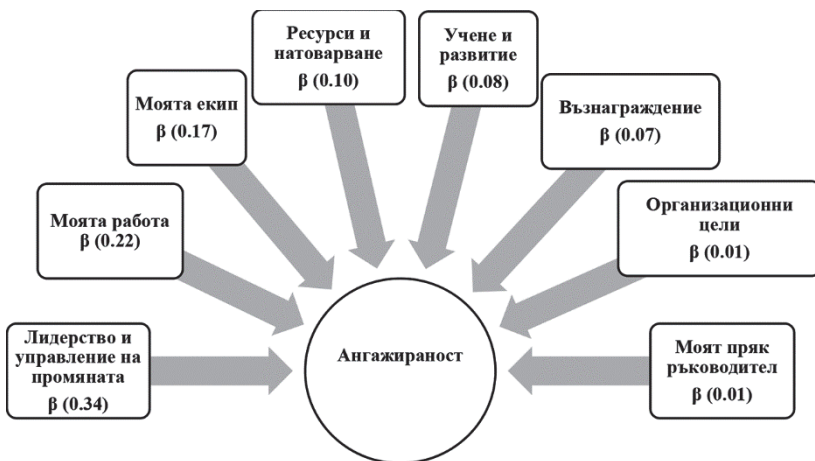 Ресурси и
натоварване
β (0.10)
Учене и
развитие
β (0.08)
Моята екип
β (0.17)
Възнаграждение
β (0.07)
Моята работа
β (0.22)
Организационни
цели
β (0.01)
Лидерство и
управление на
промяната
β (0.34)
Ангажираност
Моят пряк
ръководител
β (0.01)